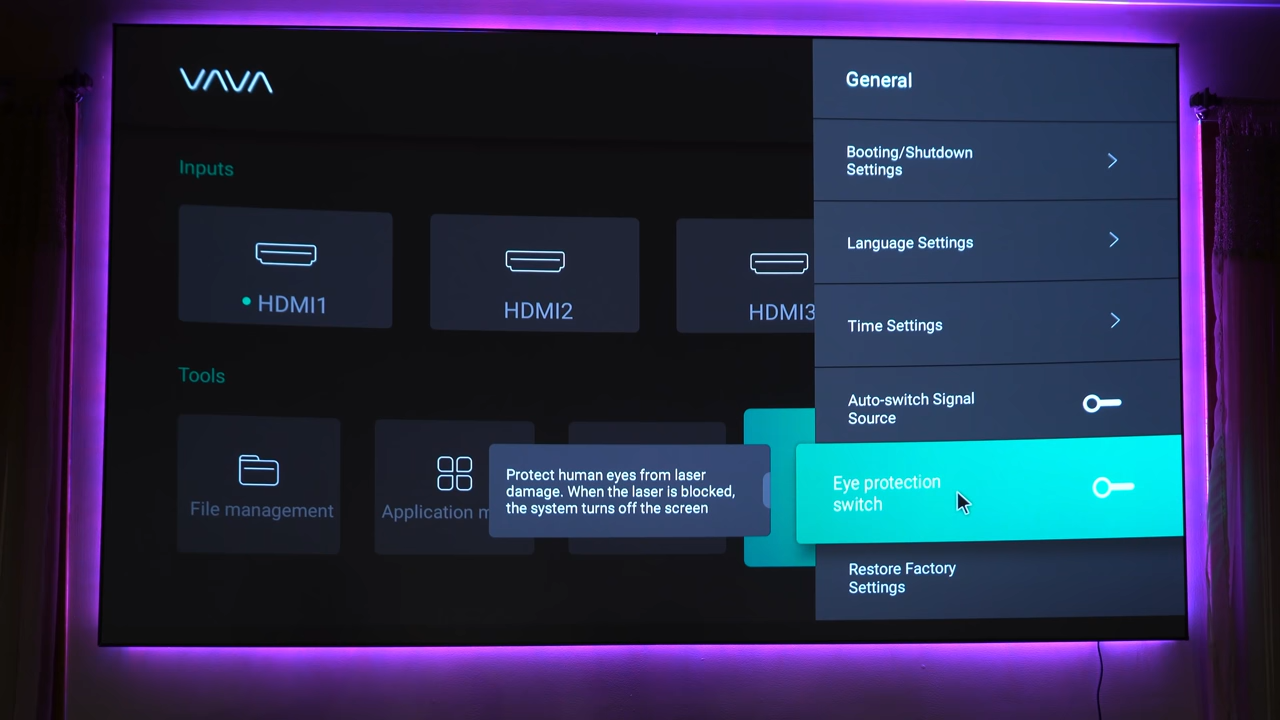 VAVA
Inputs
HDMI1
HDMI2
HDMI3
Tools
File management
Application m
Protect human eyes from laser
damage. When the laser is blocked,
the system turns off the screen
General
Booting/Shutdown
Settings
Language Settings
Time Settings
Auto-switch Signal
Source
Eye protection
switch
Restore Factory
Settings